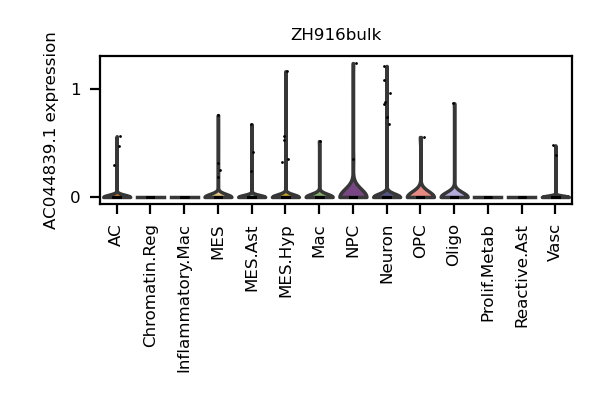 ZH916bulk
AC044839.1 expression
1
0
AC
Chromatin.Reg
Inflammatory.Mac
MES
MES.Ast
MES.Hyp
Mac
NPC
Neuron
OPC
Oligo
Prolif.Metab
Reactive.Ast
Vasc